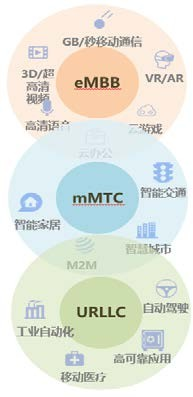 GB/秒移动通信
3D/超
高清
视频
eMBB
VR/AR
高清语音
云游戏
云办公
mMTC
智能交通
智能家居
智慧城市
M2M
URLLC
自动驾驶
工业自动化
高可靠应用
移动医疗